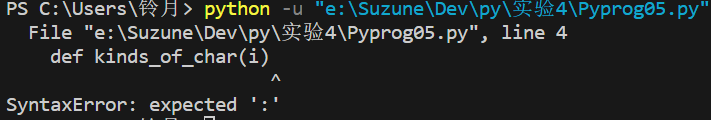 PS C:\Users\铃月> python -u "e:\Suzune\Dev\py\实验4\Pyprog05.py"
  File "e:\Suzune\Dev\py\实验4\Pyprog05.py", line 4
    def kinds_of_char(i)
                        ^
SyntaxError: expected ':'